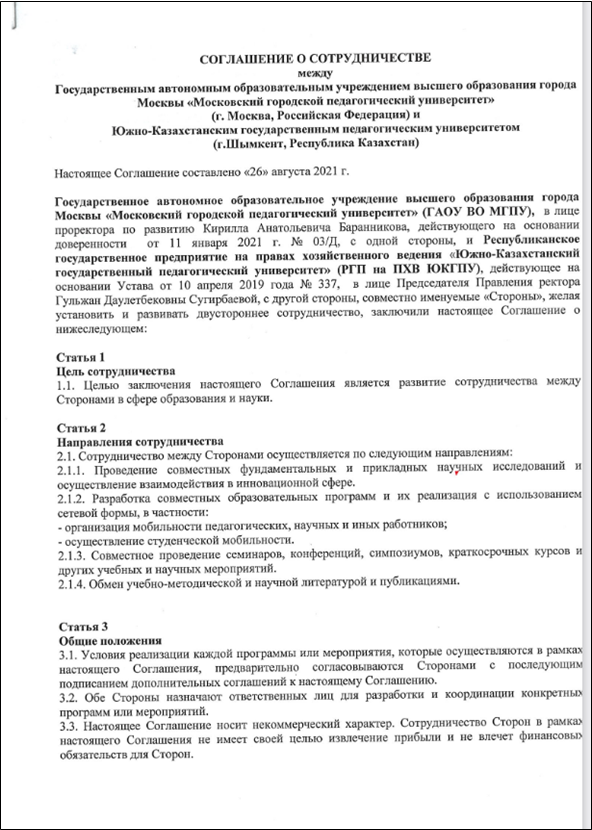 СОГЛАШЕНИЕ О СОТРУДНИЧЕСТВЕ
между
Государственным автономным образовательным учреждением высшего образования города
Москвы «Московский городской педагогический университет»
(г. Москва, Российская Федерация) и
Южно-Казахстанским государственным педагогическим университетом
(г.Шымкент, Республика Казахстан)
Настоящее Соглашение составлено «26» августа 2021 г.
Государственное автономное образовательное учреждение высшего образования города
Москвы «Московский городской педагогический университет» (ГАОУ ВО МГПУ), в лице
проректора по развитию Кирилла Анатольевича Баранникова, действующего на основании
доверенности от 11 января 2021 г. № 03/Д, с одной стороны, и Республиканское
государственное предприятие на правах хозяйственного ведения «Южно-Казахстанский
государственный педагогический университет» (РГП на ПХВ ЮКГПУ), действующее на
основании Устава от 10 апреля 2019 года № 337, в лице Председателя Правления ректора
Гульжан Даулетбековны Сугирбаевой, с другой стороны, совместно именуемые «Стороны», желая
установить и развивать двустороннее сотрудничество, заключили настоящее Соглашение о
нижеследующем:
Статья 1
Цель сотрудничества
1.1. Целью заключения настоящего Соглашения является развитие сотрудничества между
Сторонами в сфере образования и науки.
Статья 2
Направления сотрудничества
2.1. Сотрудничество между Сторонами осуществляется по следующим направлениям:
2.1.1. Проведение совместных фундаментальных и прикладных научных исследований и
осуществление взаимодействия в инновационной сфере.
2.1.2. Разработка совместных образовательных программ и их реализация с использованием
сетевой формы, в частности:
- организация мобильности педагогических, научных и иных работников;
- осуществление студенческой мобильности.
2.1.3. Совместное проведение семинаров, конференций, симпозиумов, краткосрочных курсов и
других учебных и научных мероприятий.
2.1.4. Обмен учебно-методической и научной литературой и публикациями.
Статья 3
Общие положения
3.1. Условия реализации каждой программы или мероприятия, которые осуществляются в рамках
настоящего Соглашения, предварительно согласовываются Сторонами с последующим
подписанием дополнительных соглашений к настоящему Соглашению.
3.2. Обе Стороны назначают ответственных лиц для разработки и координации конкретных
программ или мероприятий.
3.3. Настоящее Соглашение носит некоммерческий характер. Сотрудничество Сторон в рамках
настоящего Соглашения не имеет своей целью извлечение прибыли и не влечет финансовых
обязательств для Сторон.